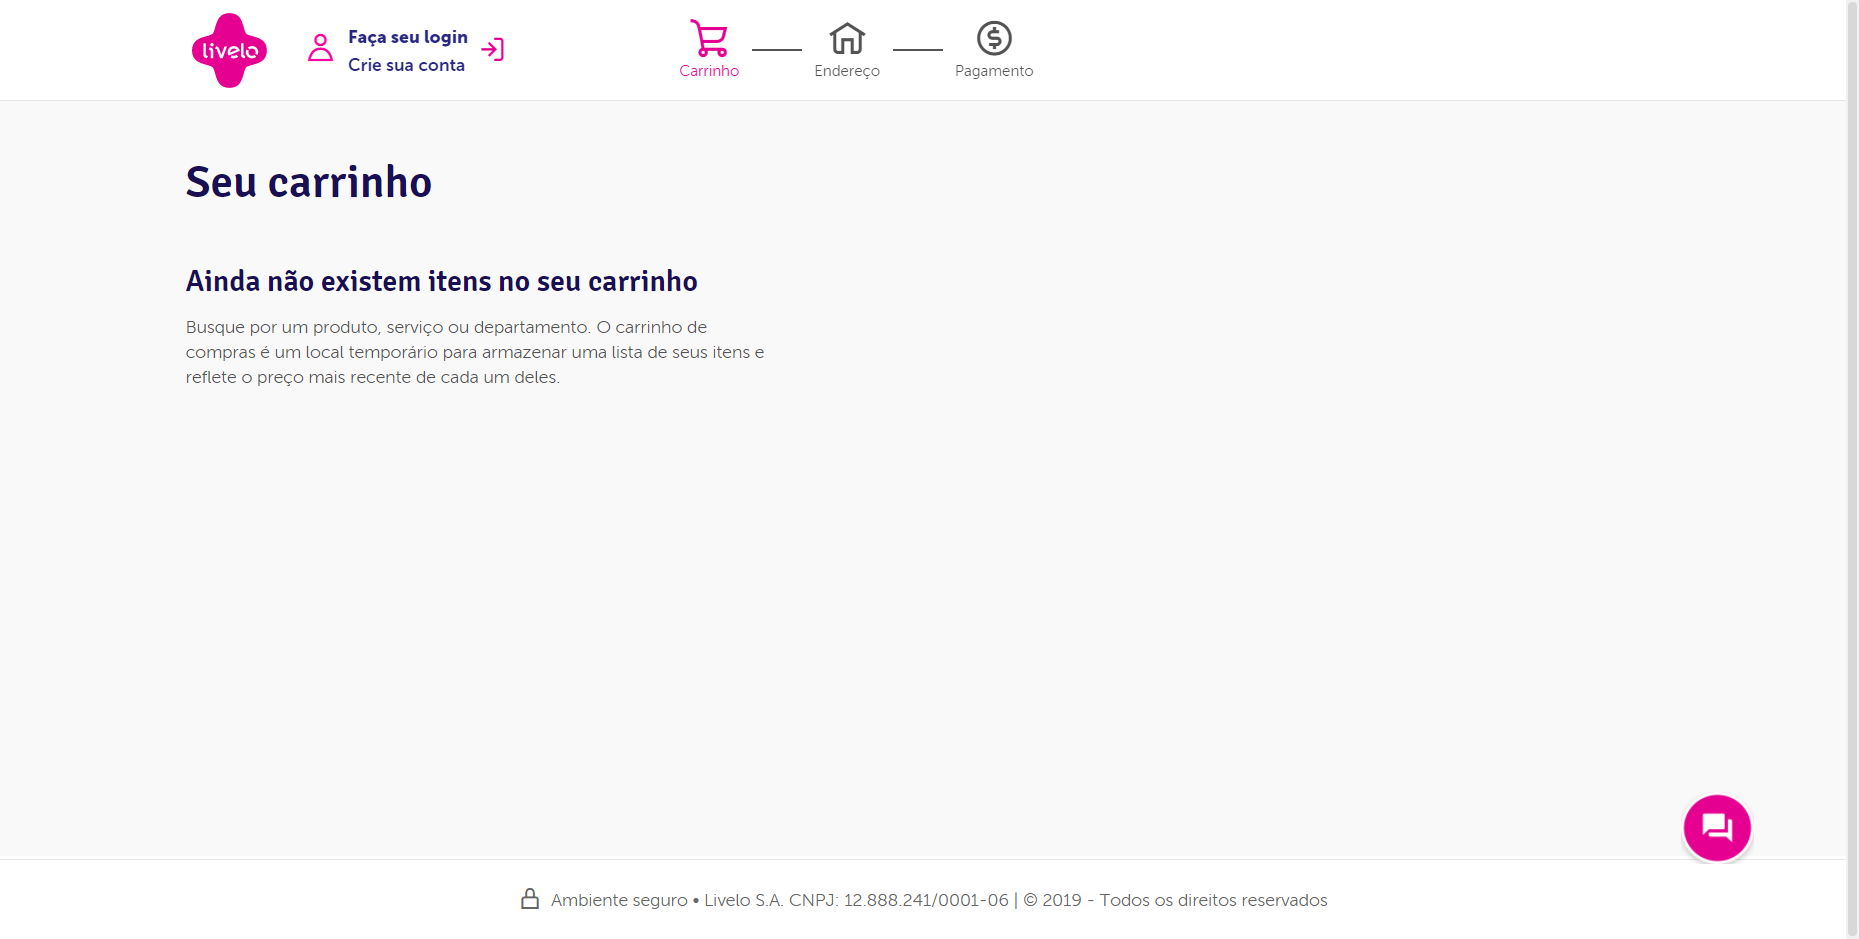 livelo
Faça seu login
Crie sua conta
Carrinho
Endereço
Pagamento
Seu carrinho
Ainda não existem itens no seu carrinho
Busque por um produto, serviço ou departamento. O carrinho de
compras é um local temporário para armazenar uma lista de seus itens e
reflete o preço mais recente de cada um deles.
Ambiente seguro • Livelo S.A. CNPJ: 12.888.241/0001-06 | © 2019 - Todos os direitos reservados